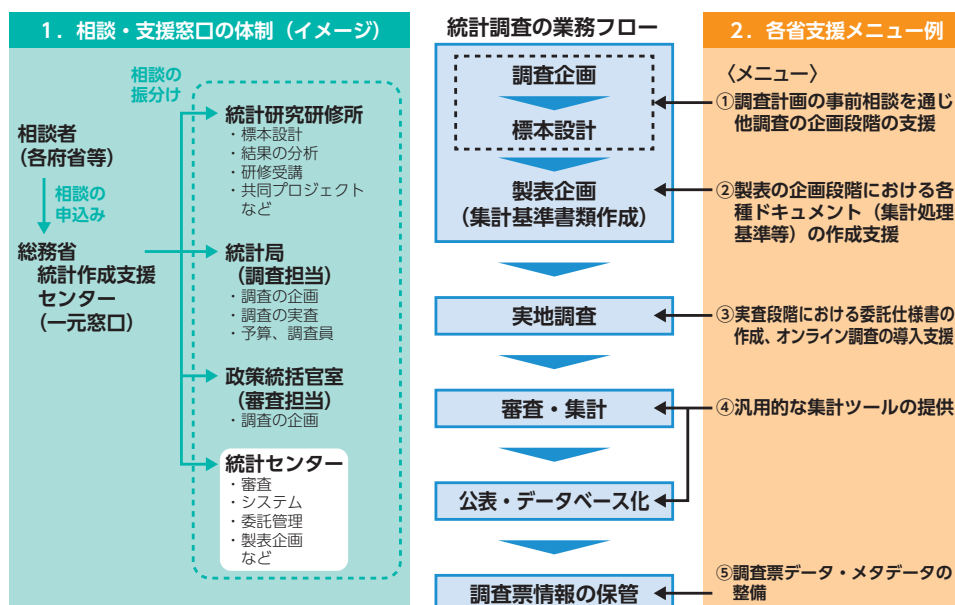 1．相談・支援窓口の体制（イメージ）
相談の
振分け
相談者
（各府省等）
相談の
申込み
総務省
統計作成支援
センター
（一元窓口）
統計研究研修所
・標本設計
・結果の分析
・研修受講
・共同プロジェクト
など
統計局
（調査担当）
・調査の企画
・調査の実査
・予算、調査員
政策統括官室
（審査担当）
・調査の企画
統計センター
・審査
・システム
・委託管理
・製表企画
など
統計調査の業務フロー
調査企画
標本設計
製表企画
（集計基準書類作成）
実地調査
審査・集計
公表・データベース化
調査票情報の保管
2．各省支援メニュー例
〈メニュー〉
①調査計画の事前相談を通じ
他調査の企画段階の支援
②製表の企画段階における各
種ドキュメント（集計処理
基準等）の作成支援
③実査段階における委託仕様書の
作成、オンライン調査の導入支援
④汎用的な集計ツールの提供
⑤調査票データ・メタデータの
整備